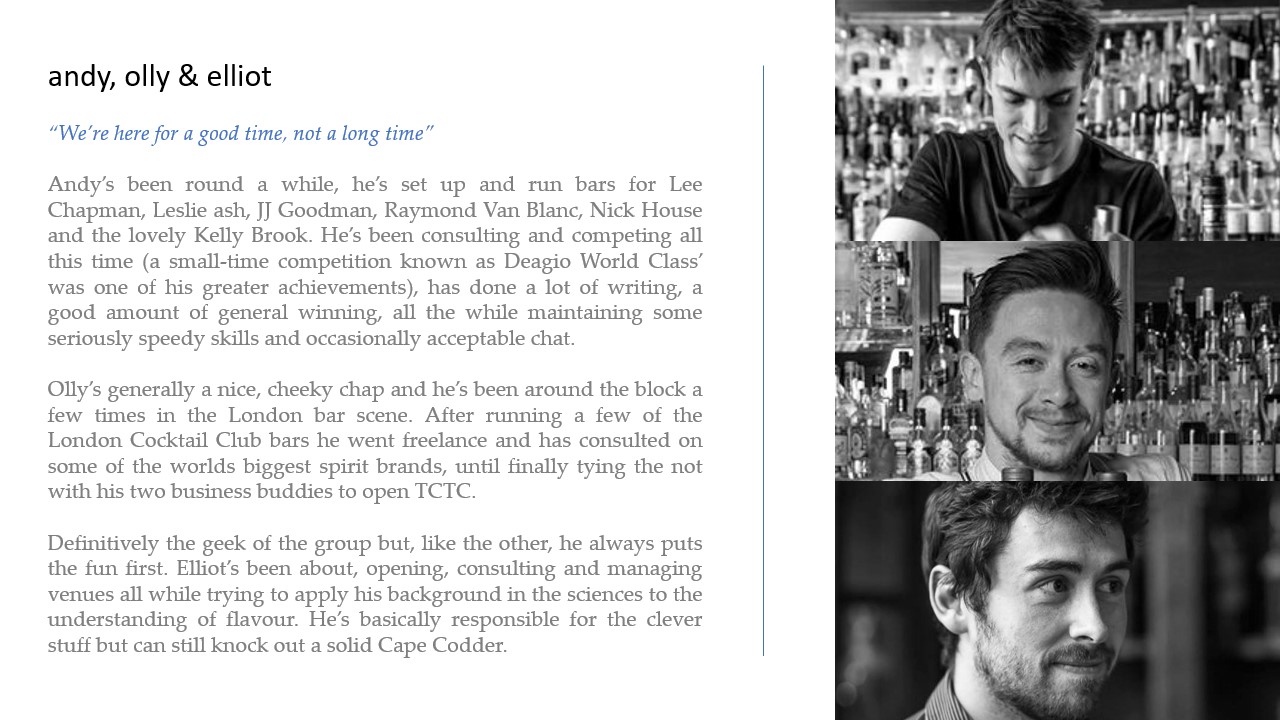 andy, olly & elliot
“We’re here for a good time, not a long time”
Andy’s been round a while, he’s set up and run bars for Lee
Chapman, Leslie ash, JJ Goodman, Raymond Van Blanc, Nick House
and the lovely Kelly Brook. He’s been consulting and competing all
this time (a small-time competition known as Deagio World Class’
was one of his greater achievements), has done a lot of writing, a
good amount of general winning, all the while maintaining some
seriously speedy skills and occasionally acceptable chat.
Olly’s generally a nice, cheeky chap and he’s been around the block a
few times in the London bar scene. After running a few of the
London Cocktail Club bars he went freelance and has consulted on
some of the worlds biggest spirit brands, until finally tying the not
with his two business buddies to open TCTC.
Definitively the geek of the group but, like the other, he always puts
the fun first. Elliot’s been about, opening, consulting and managing
venues all while trying to apply his background in the sciences to the
understanding of flavour. He’s basically responsible for the clever
stuff but can still knock out a solid Cape Codder.